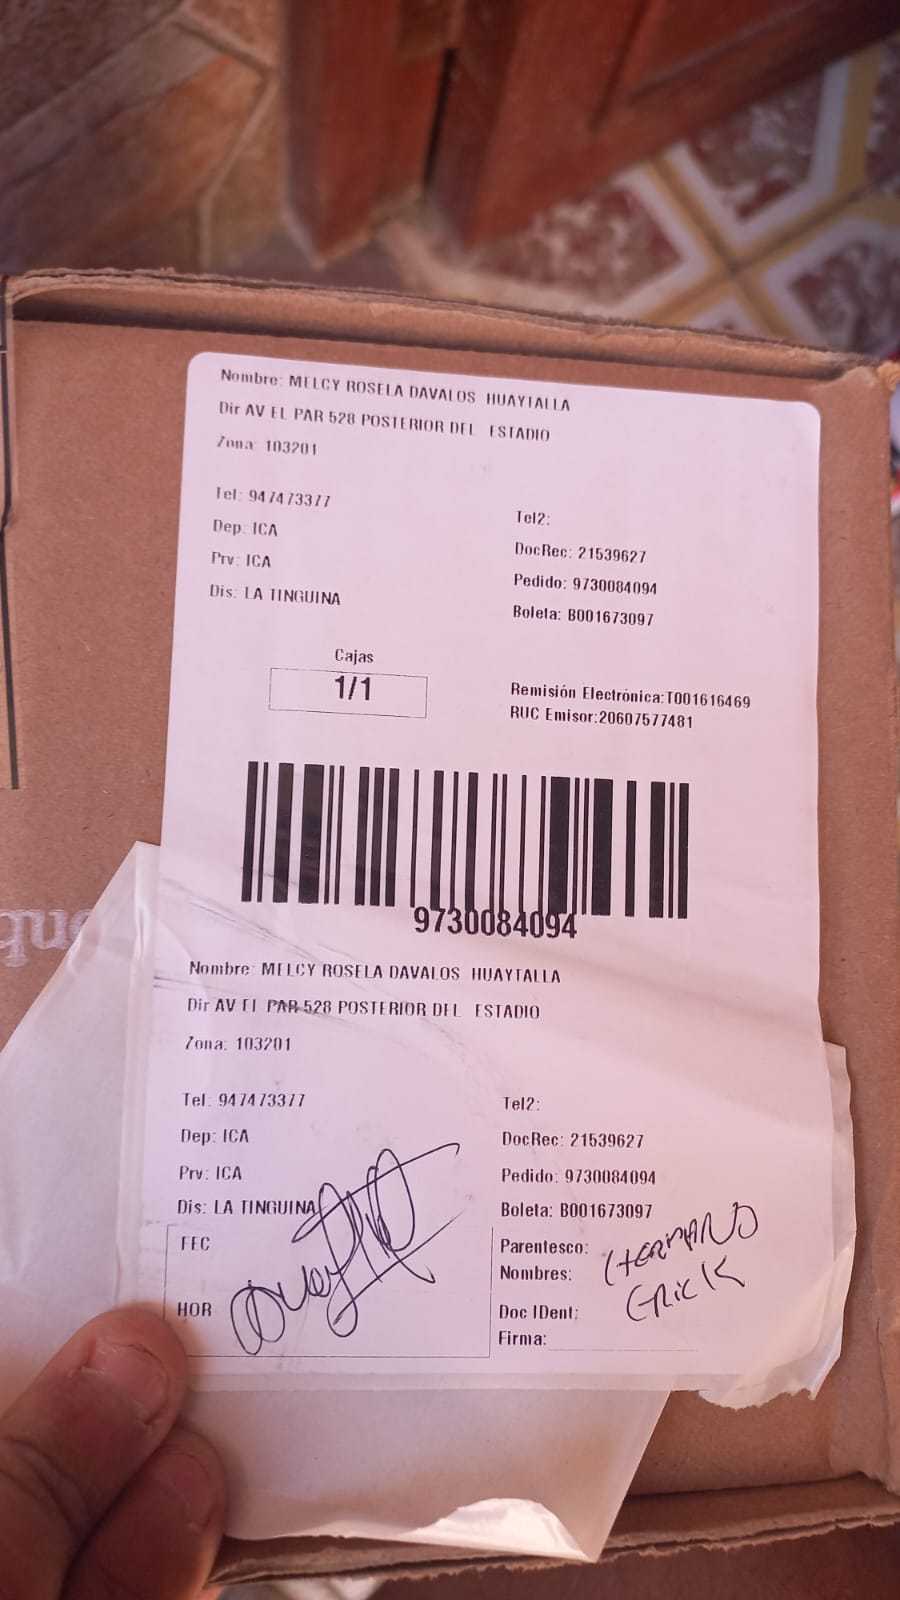 Nombre: MELCY ROSELA DAVALOS HUAYTALLA
Dir AV EL PAR 528 POSTERIOR DEL ESTADIO
Zona: 103201
Tel: 947473377
Tel2:
Dep: ICA
DocRec: 21539627
Prv: ICA
Pedido: 9730084094
Dis: LA TINGUINA
Boleta: B001673097
Cajas
1/1
Remisión Electrónica:T001616469
RUC Emisor:20607577481
9730084094
Nombre: MELCY ROSELA DAVALOS HUAYTALLA
Dir AV EL PAR 528 POSTERIOR DEL ESTADIO
Zona: 103201
Tel: 947473377
Tel2:
Dep: ICA
DocRec: 21539627
Prv: ICA
Pedido: 9730084094
Dis: LA TINGUINA
Boleta: B001673097
FEC
Parentesco: HERMANO
Nombres: ERICK
HOR
Doc IDent:
Firma: